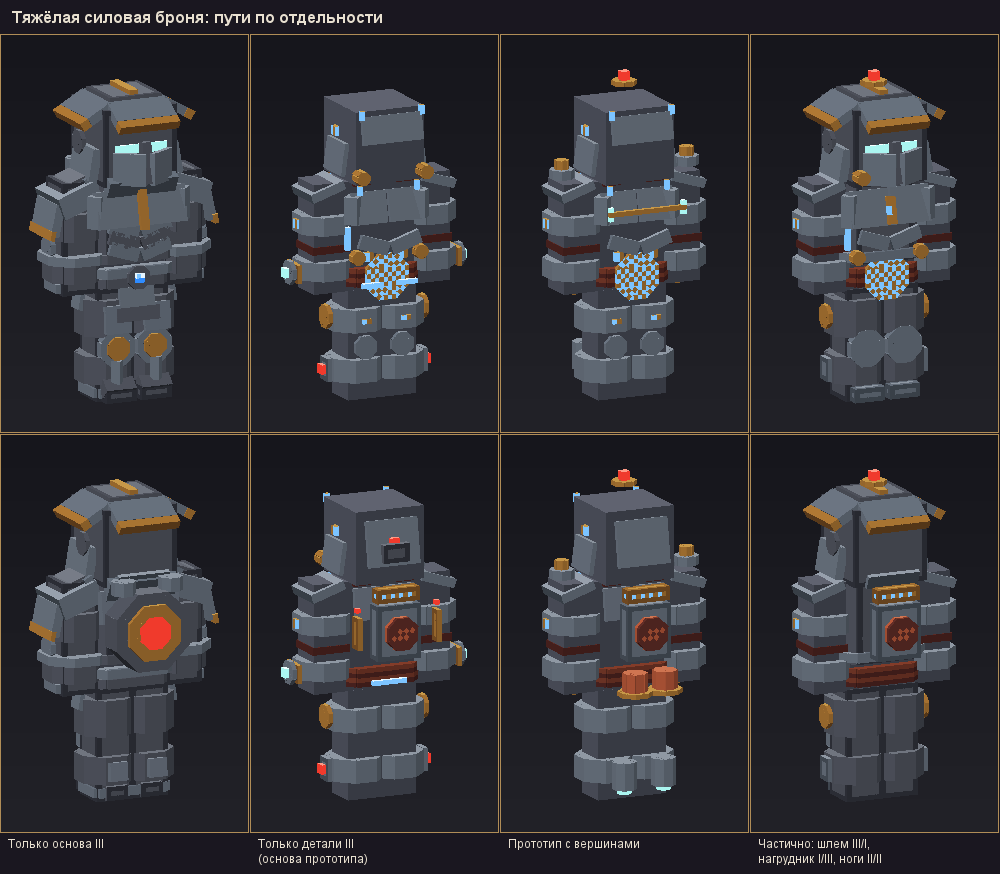 Тяжёлая силовая броня: пути по отдельности
Только основа III
Только детали III
(основа прототипа)
Прототип с вершинами
Частично: шлем III/I,
нагрудник I/III, ноги II/II